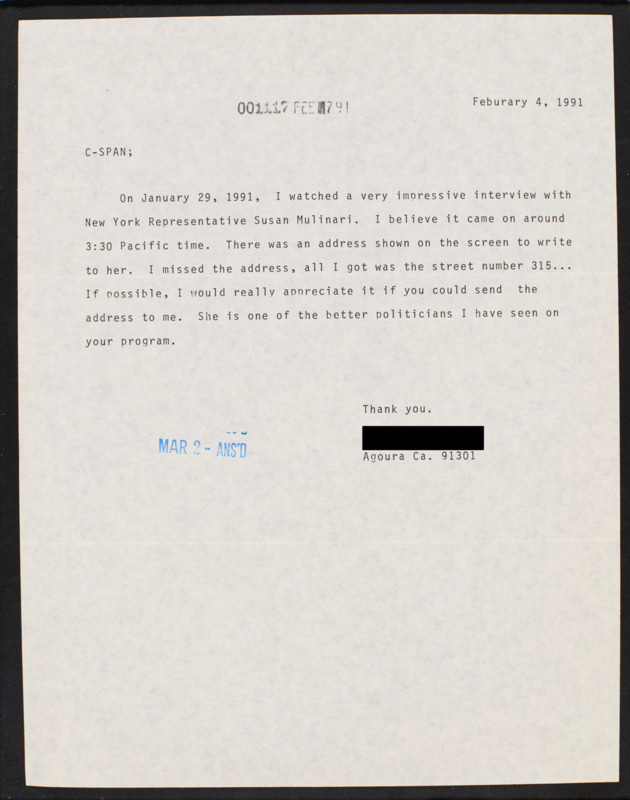 001117 FEB 791
Feburary 4, 1991
C-SPAN;
On January 29, 1991, I watched a very impressive interview with
New York Representative Susan Mulinari. I believe it came on around
3:30 Pacific time. There was an address shown on the screen to write
to her. I missed the address, all I got was the street number 315...
If possible, I would really appreciate it if you could send the
address to me. She is one of the better politicians I have seen on
your program.
Thank you.
MAR 2 - ANS'D
Agoura Ca. 91301